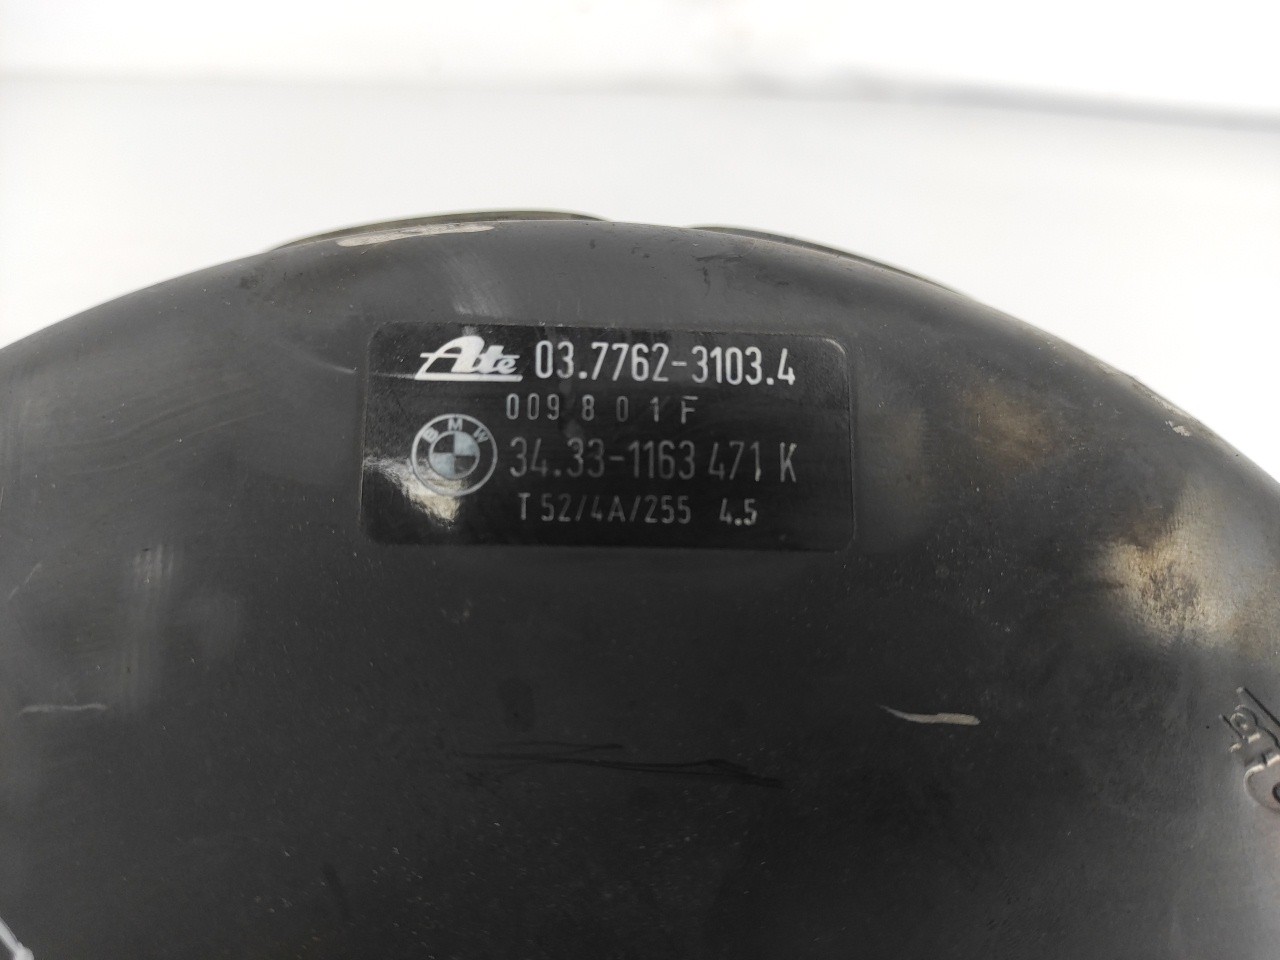 Ate 03.7762-3103.4
009 8 0 1 F
BMW 34.33-1163 471 K
T 52/4A/255 4.5